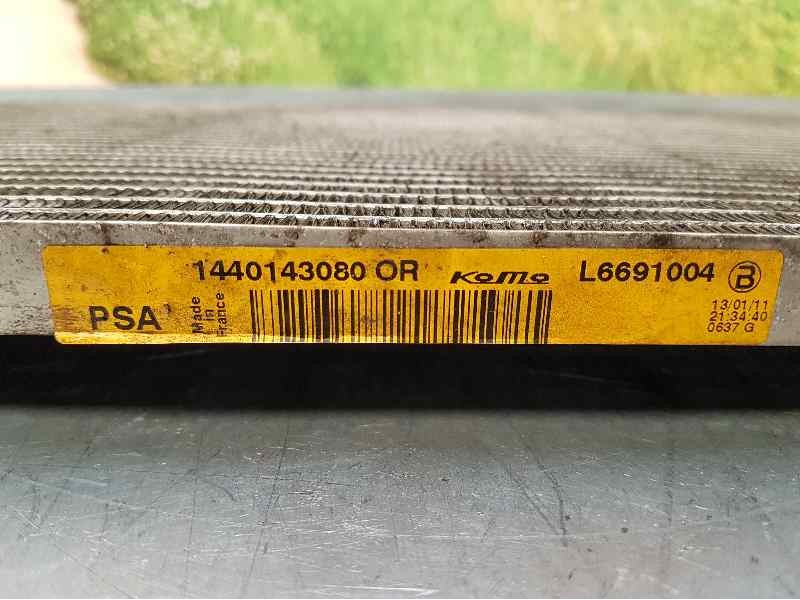 1440143080 OR KoMo L6691004 B
PSA
Made
in
France
13/01/11
21:34:40
0637 G